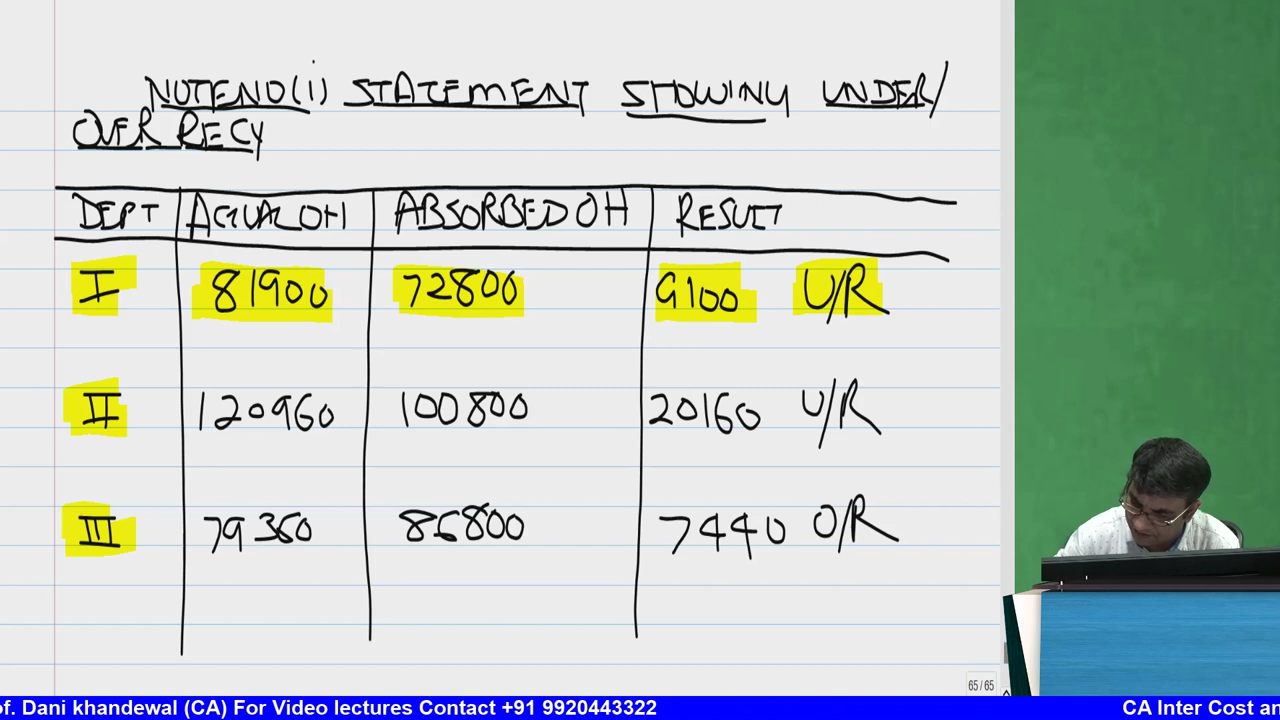 NOTENO(i) STATEMENT SHOWING UNDER/
OVER RECY
DEPT ACTUAL OH ABSORBED OH RESULT
I 81900 72800 9100 U/R
II 120960 100800 20160 U/R
III 79360 86800 7440 O/R
65/65
of. Dani khandewal (CA) For Video lectures Contact +91 9920443322 CA Inter Cost an